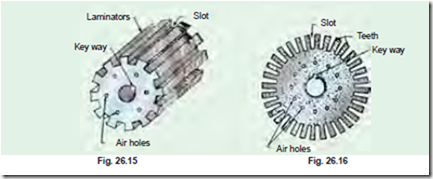 Laminators
Slot
Key way
Air holes
Fig. 26.15
Slot
Teeth
Key way
Air holes
Fig. 26.16